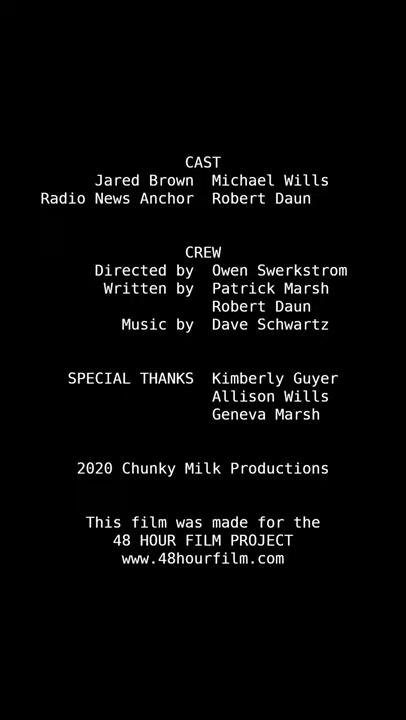 CAST
Jared Brown Michael Wills
Radio News Anchor Robert Daun
CREW
Directed by Owen Swerkstrom
Written by Patrick Marsh
Robert Daun
Music by Dave Schwartz
SPECIAL THANKS Kimberly Guyer
Allison Wills
Geneva Marsh
2020 Chunky Milk Productions
This film was made for the
48 HOUR FILM PROJECT
www.48hourfilm.com